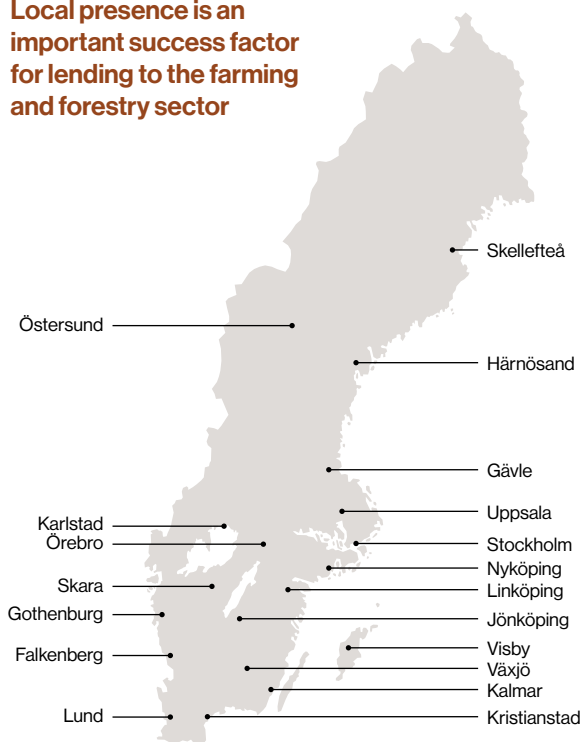 Local presence is an
important success factor
for lending to the farming
and forestry sector
Skellefteå
Östersund
Härnösand
Gävle
Uppsala
Karlstad
Örebro
Stockholm
Nyköping
Skara
Linköping
Gothenburg
Jönköping
Visby
Falkenberg
Växjö
Kalmar
Lund
Kristianstad